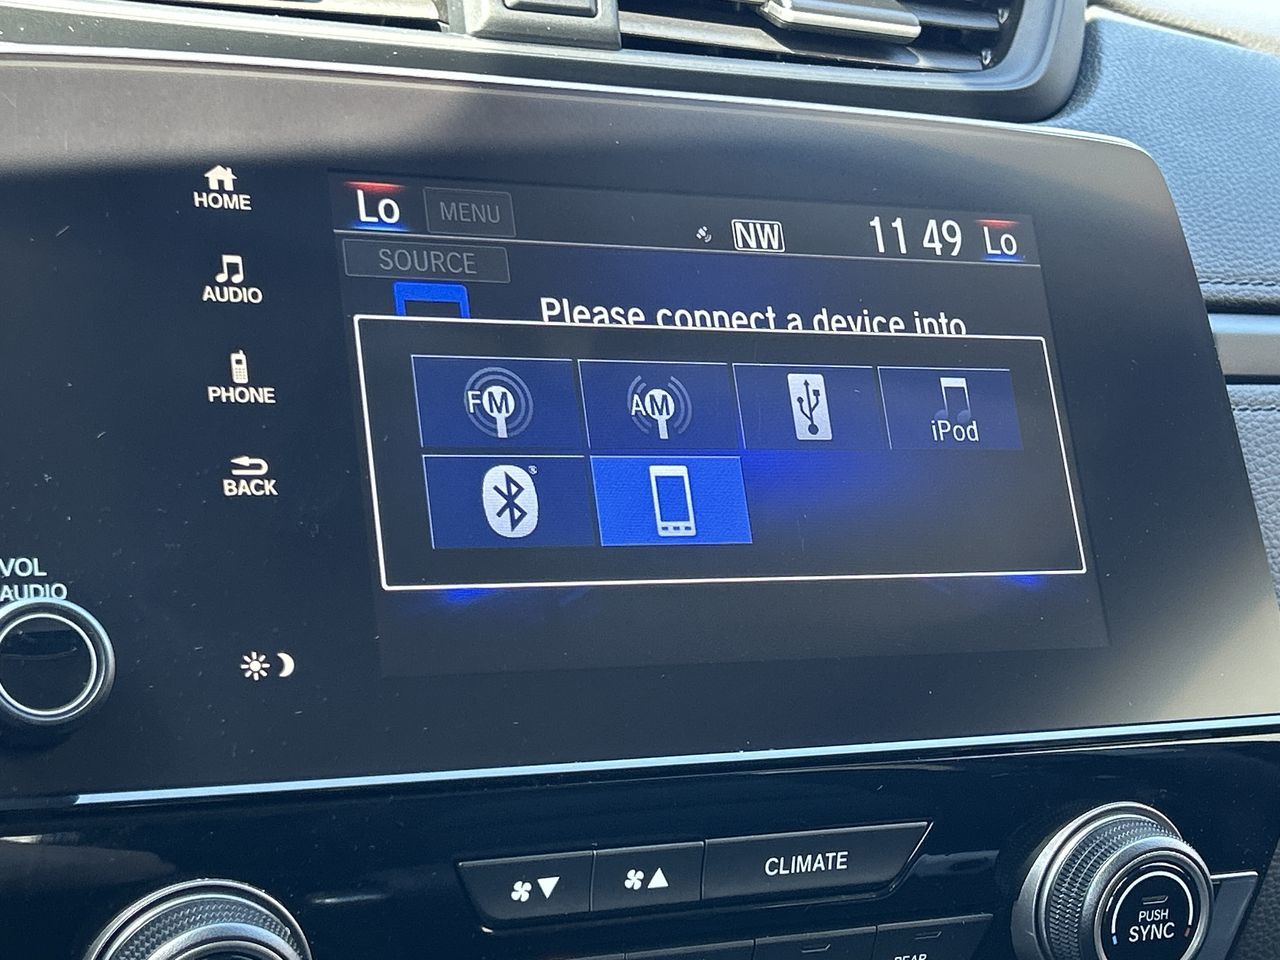 HOME
AUDIO
PHONE
BACK
VOL
AUDIO
Lo
MENU
NW
11 49
Lo
SOURCE
Please connect a device into
FM
AM
iPod
CLIMATE
PUSH
SYNC
REAR